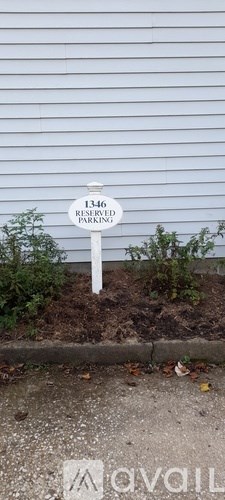 1346
RESERVED
PARKING
avail